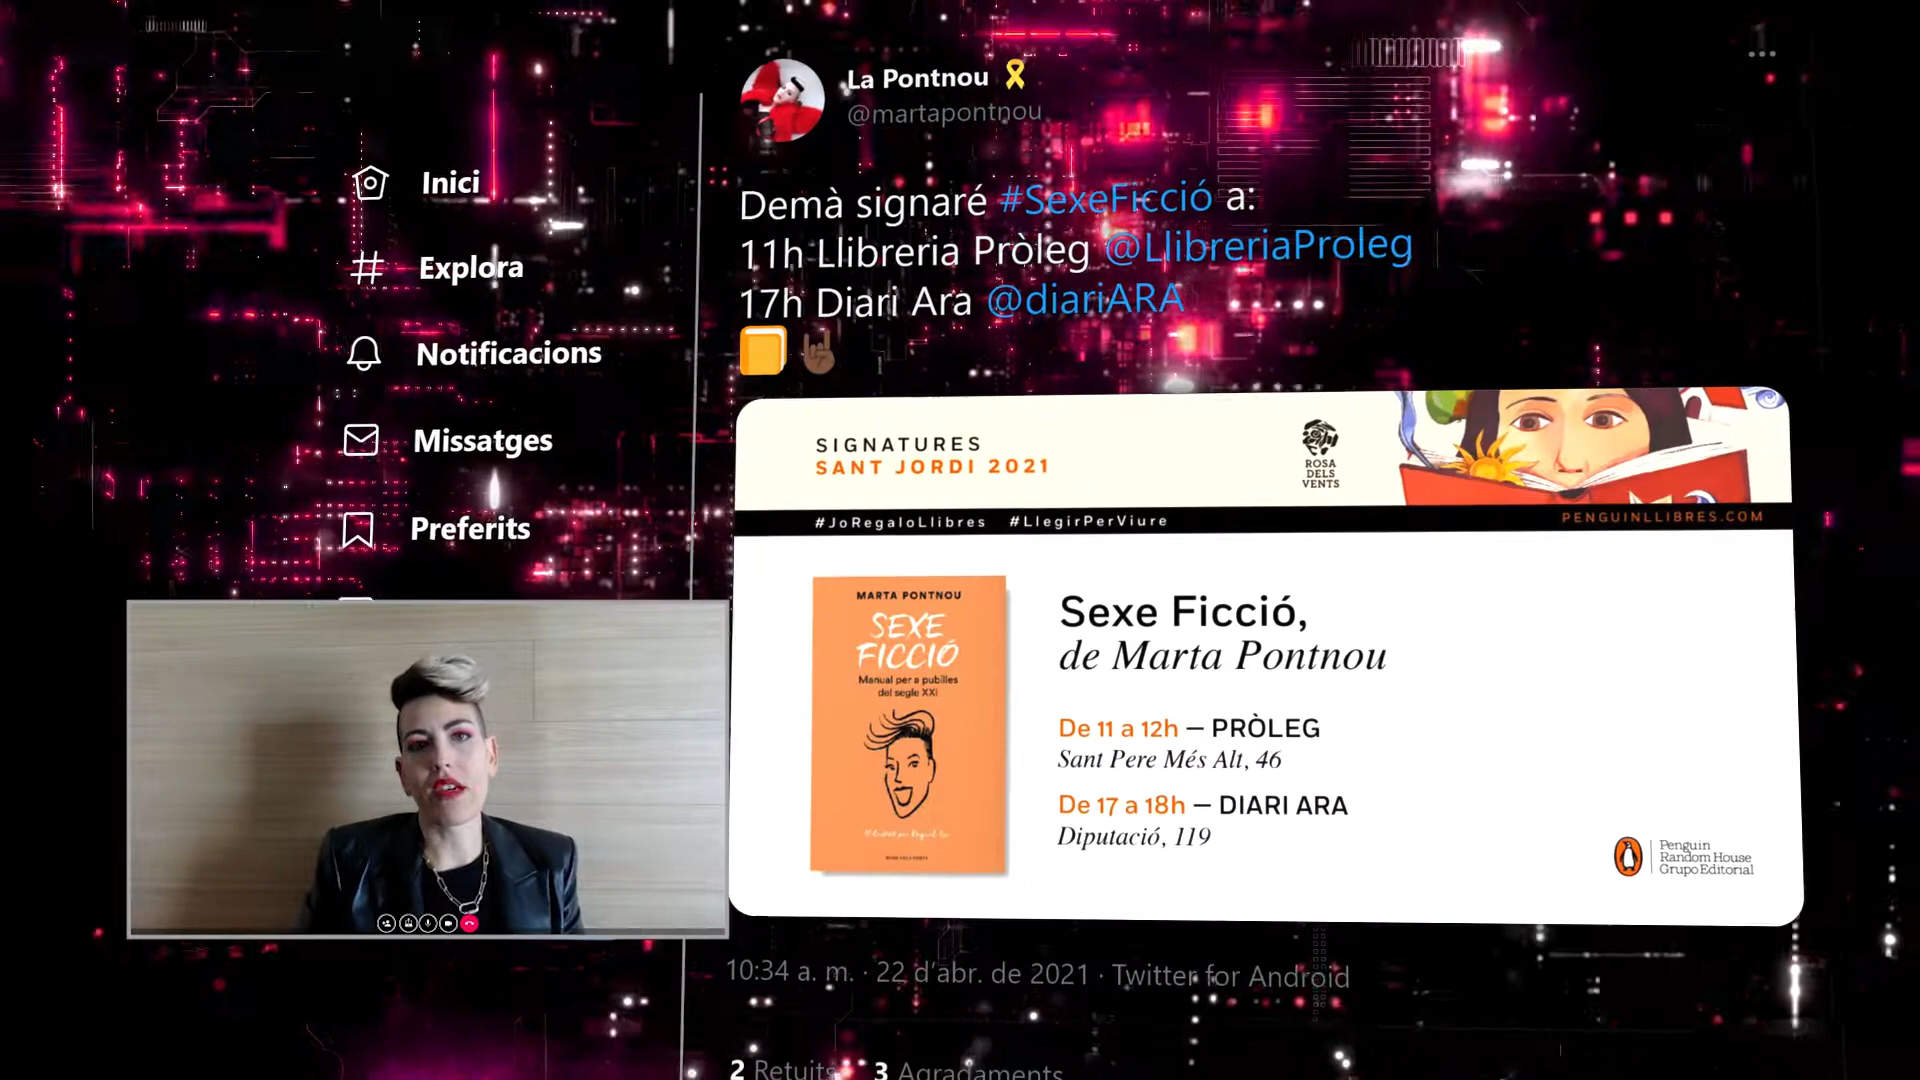 La Pontnou 🎗
@martapontnou
Inici
Explora
Notificacions
Missatges
Preferits
Demà signaré #SexeFicció a:
11h Llibreria Pròleg @LlibreriaProleg
17h Diari Ara @diariARA
SIGNATURES
SANT JORDI 2021
ROSA
DELS
VENTS
#JoRegaloLlibres #LlegirPerViure
PENGUINLLIBRES.COM
MARTA PONTNOU
SEXE
FICCIÓ
Manual per a pubilles
del segle XXI
Sexe Ficció,
de Marta Pontnou
De 11 a 12h — PRÒLEG
Sant Pere Més Alt, 46
De 17 a 18h — DIARI ARA
Diputació, 119
Penguin
Random House
Grupo Editorial
10:34 a. m. · 22 d'abr. de 2021 · Twitter for Android
2 Retuits 3 Agradaments